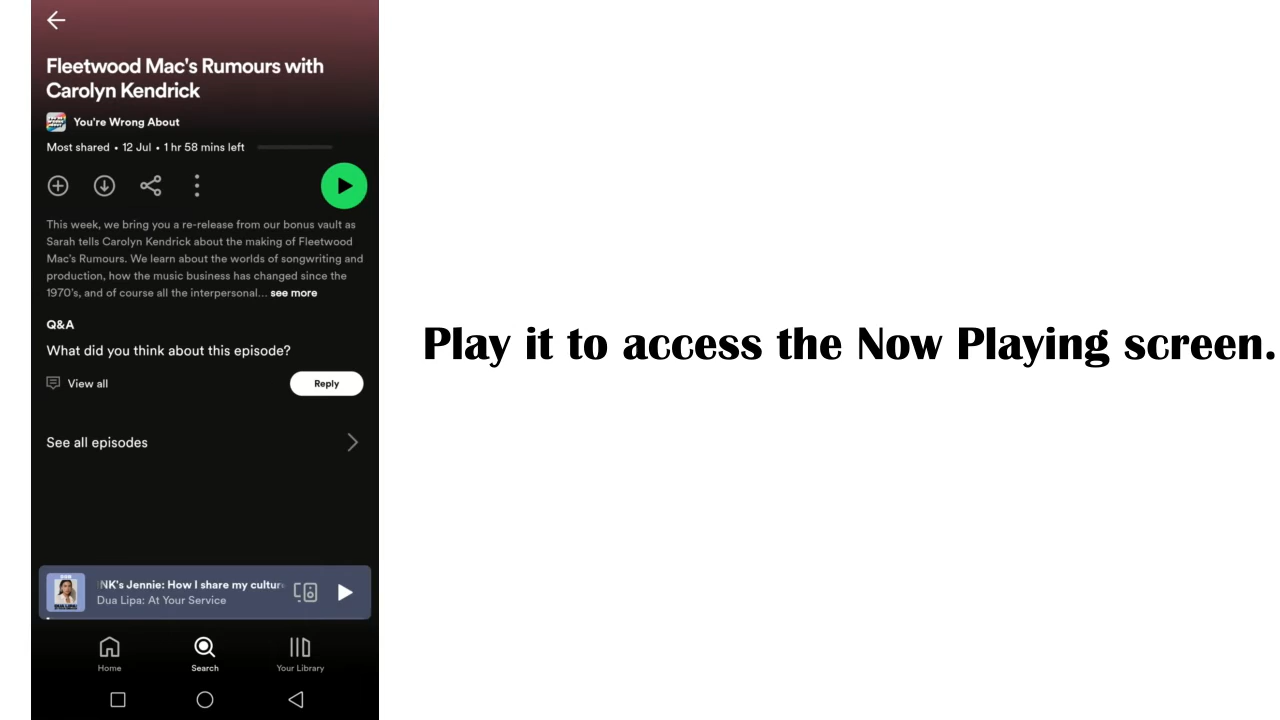 Fleetwood Mac's Rumours with
Carolyn Kendrick
You're Wrong About
Most shared • 12 Jul • 1 hr 58 mins left
This week, we bring you a re-release from our bonus vault as
Sarah tells Carolyn Kendrick about the making of Fleetwood
Mac's Rumours. We learn about the worlds of songwriting and
production, how the music business has changed since the
1970's, and of course all the interpersonal... see more
Q&A
What did you think about this episode?
View all
Reply
See all episodes
NK's Jennie: How I share my cultur
Dua Lipa: At Your Service
Home
Search
Your Library
Play it to access the Now Playing screen.